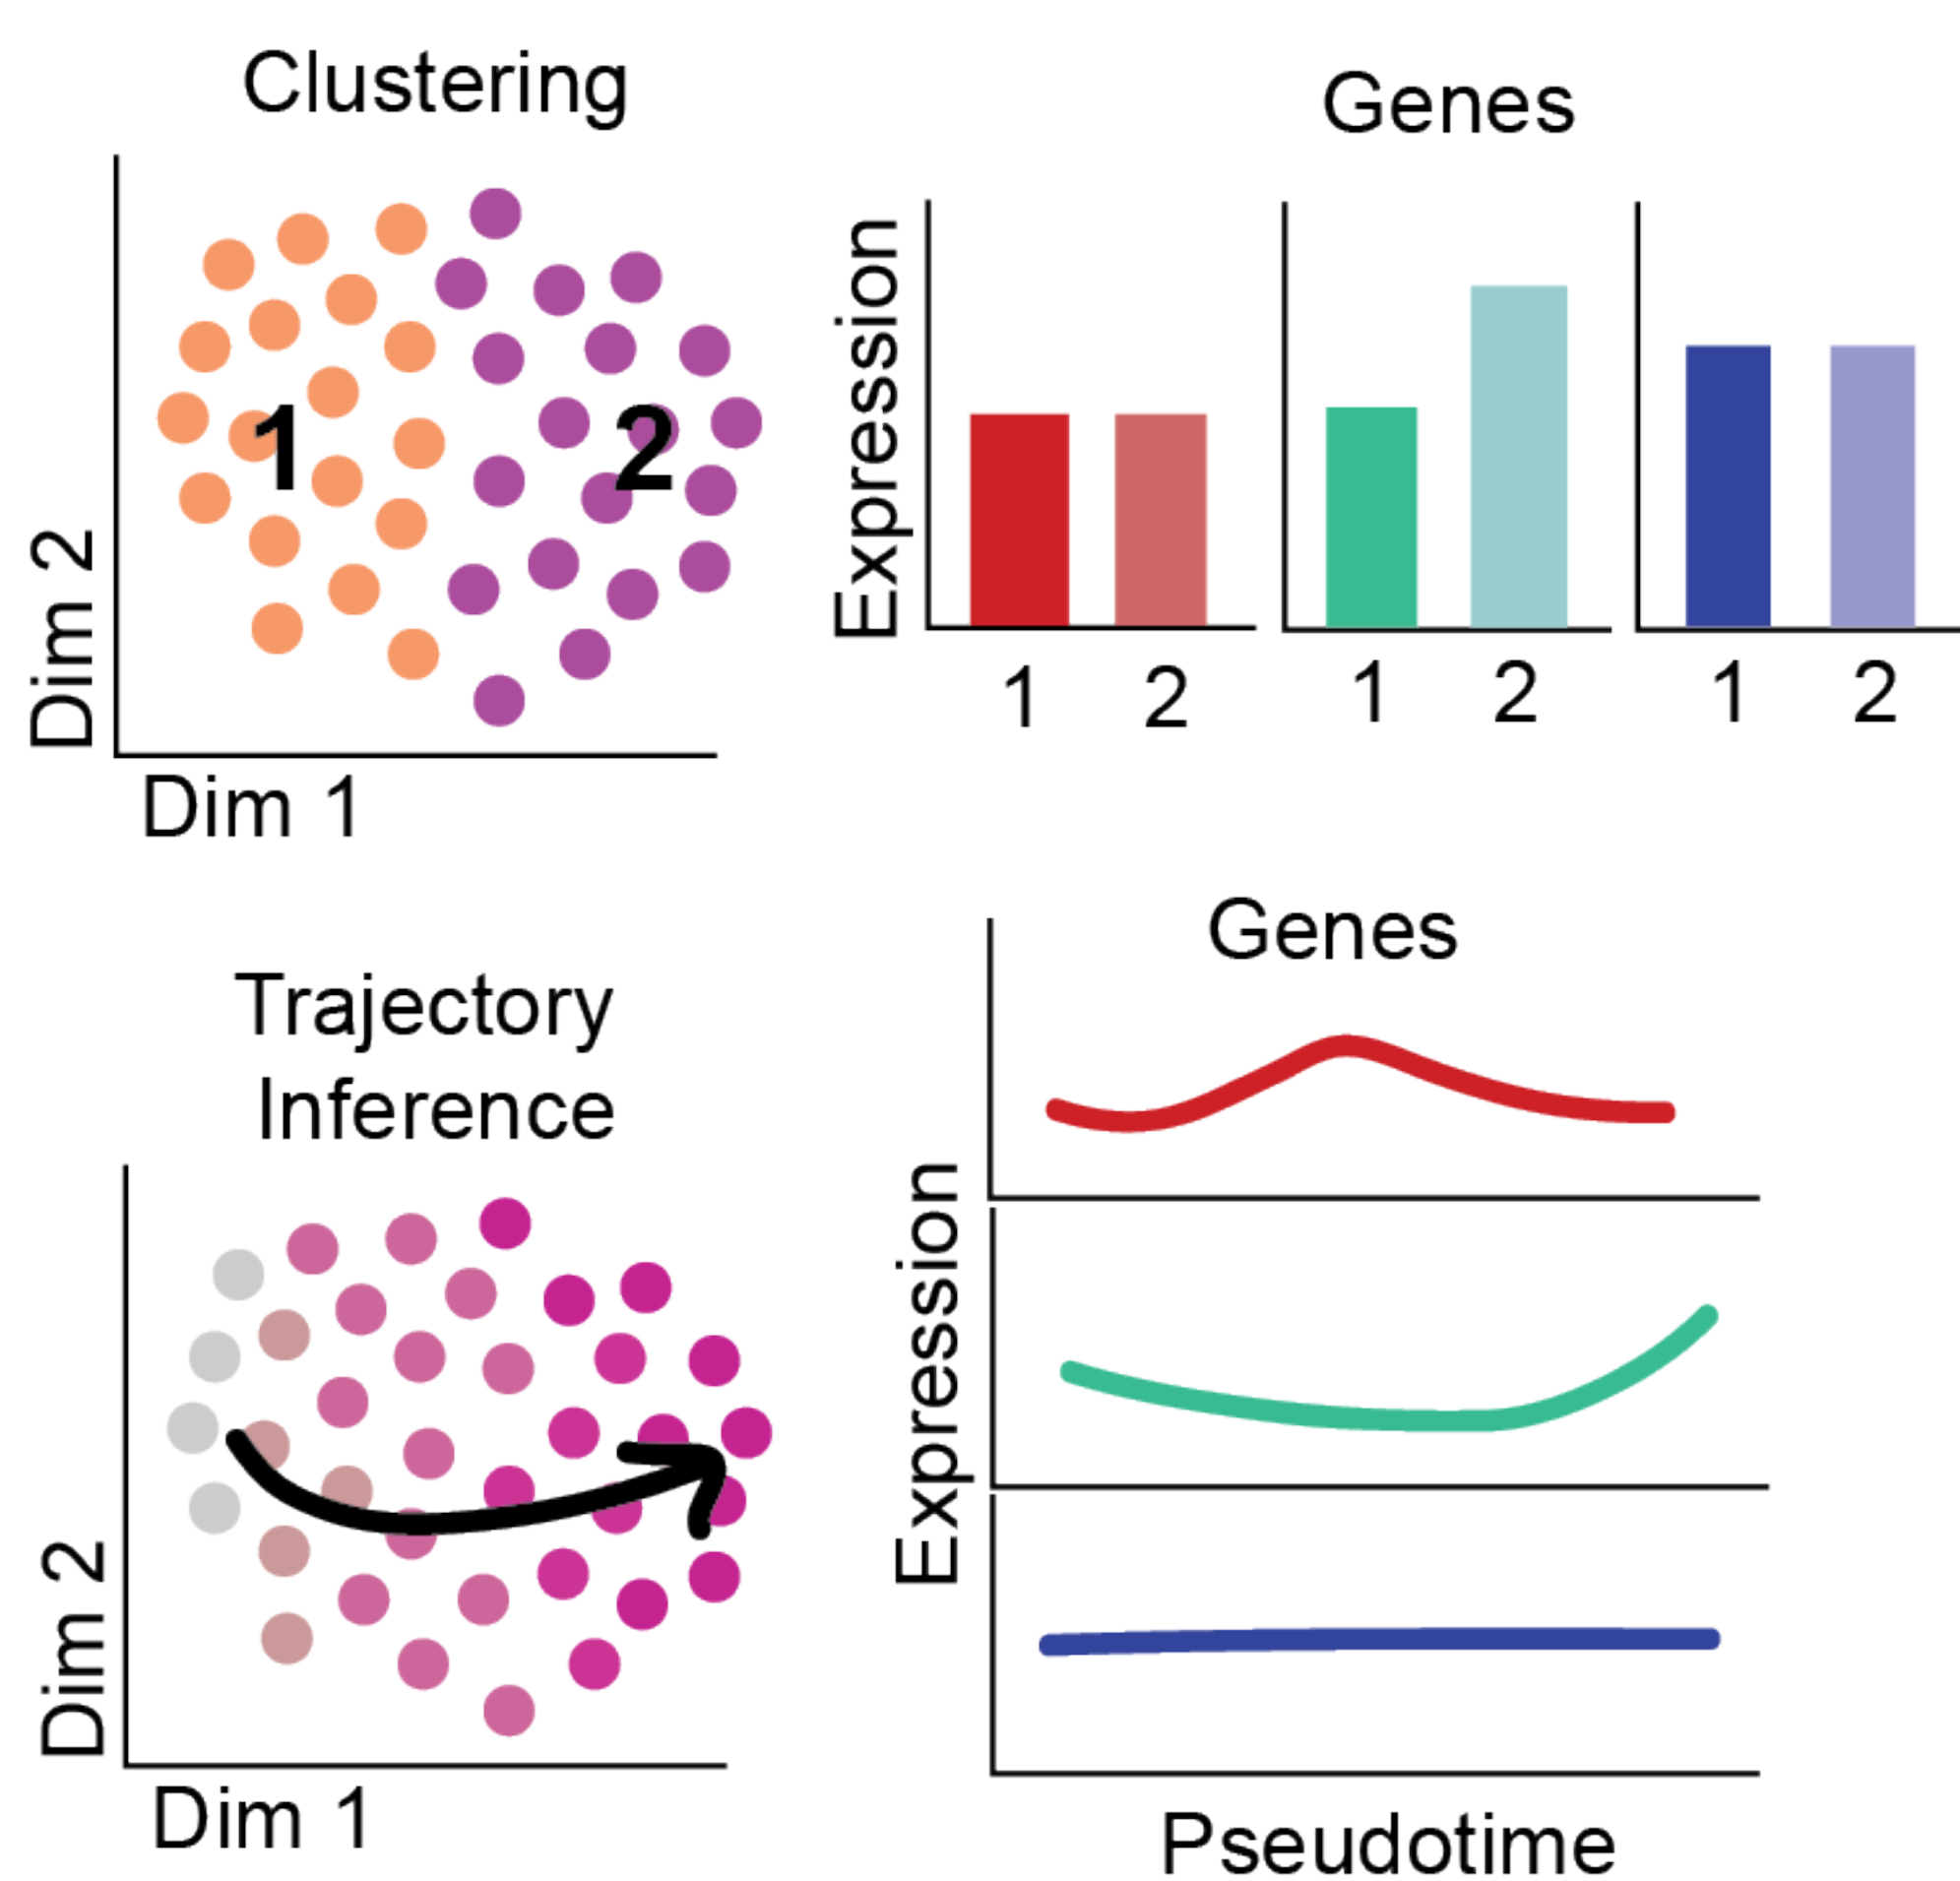 Clustering
Dim 2
1
2
Dim 1
Genes
Expression
1 2
1 2
1 2
Trajectory
Inference
Dim 2
Dim 1
Genes
Expression
Pseudotime